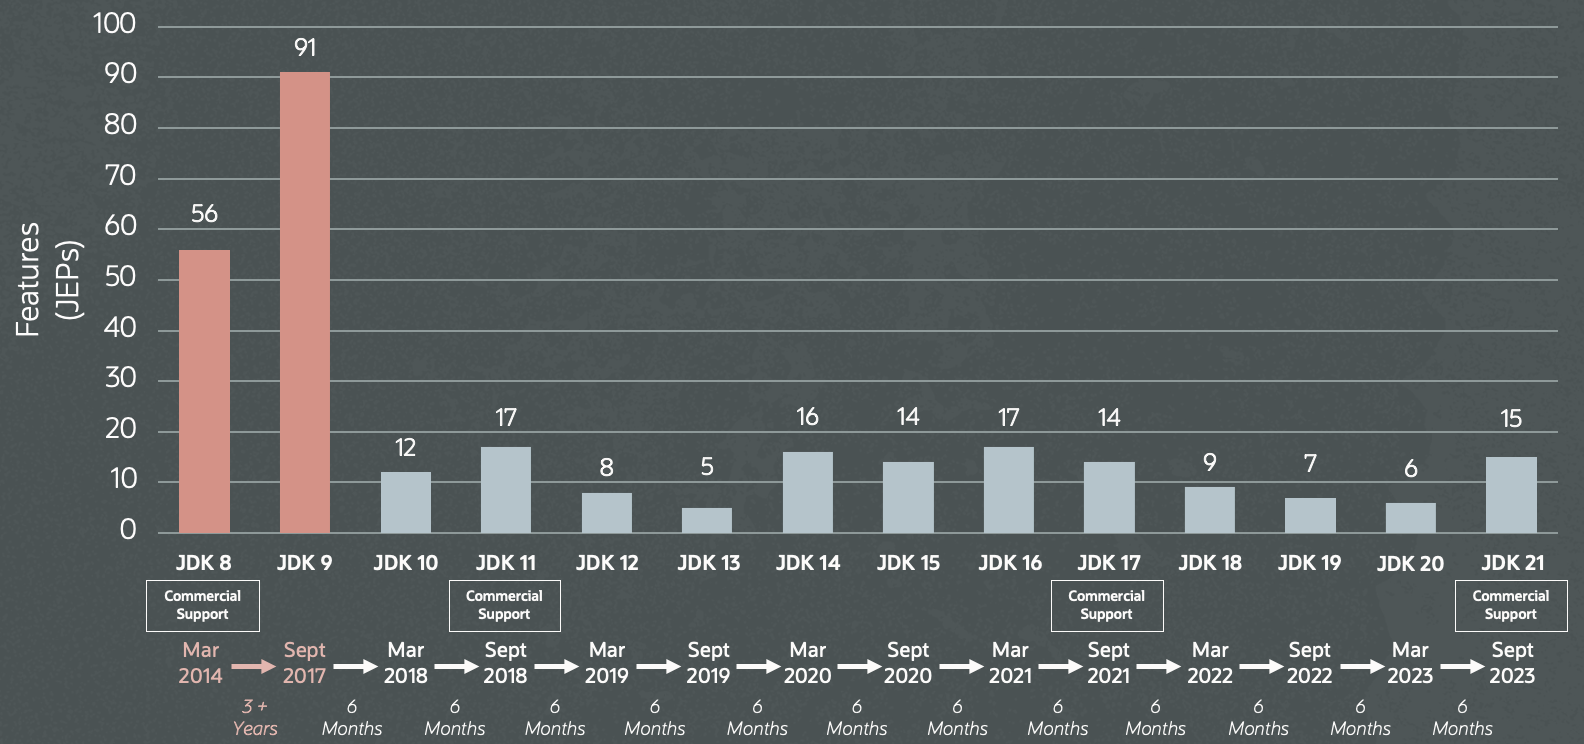 100
90
80
70
60
50
40
30
20
10
0
Features
(JEPs)
56
91
12
17
8
5
16
14
17
14
9
7
6
15
JDK 8 JDK 9 JDK 10 JDK 11 JDK 12 JDK 13 JDK 14 JDK 15 JDK 16 JDK 17 JDK 18 JDK 19 JDK 20 JDK 21
Commercial Commercial Commercial Commercial
Support Support Support Support
Mar Sept Mar Sept Mar Sept Mar Sept Mar Sept Mar Sept Mar Sept
2014 2017 2018 2018 2019 2019 2020 2020 2021 2021 2022 2022 2023 2023
3 + 6 6 6 6 6 6 6 6 6 6 6 6
Years Months Months Months Months Months Months Months Months Months Months Months Months